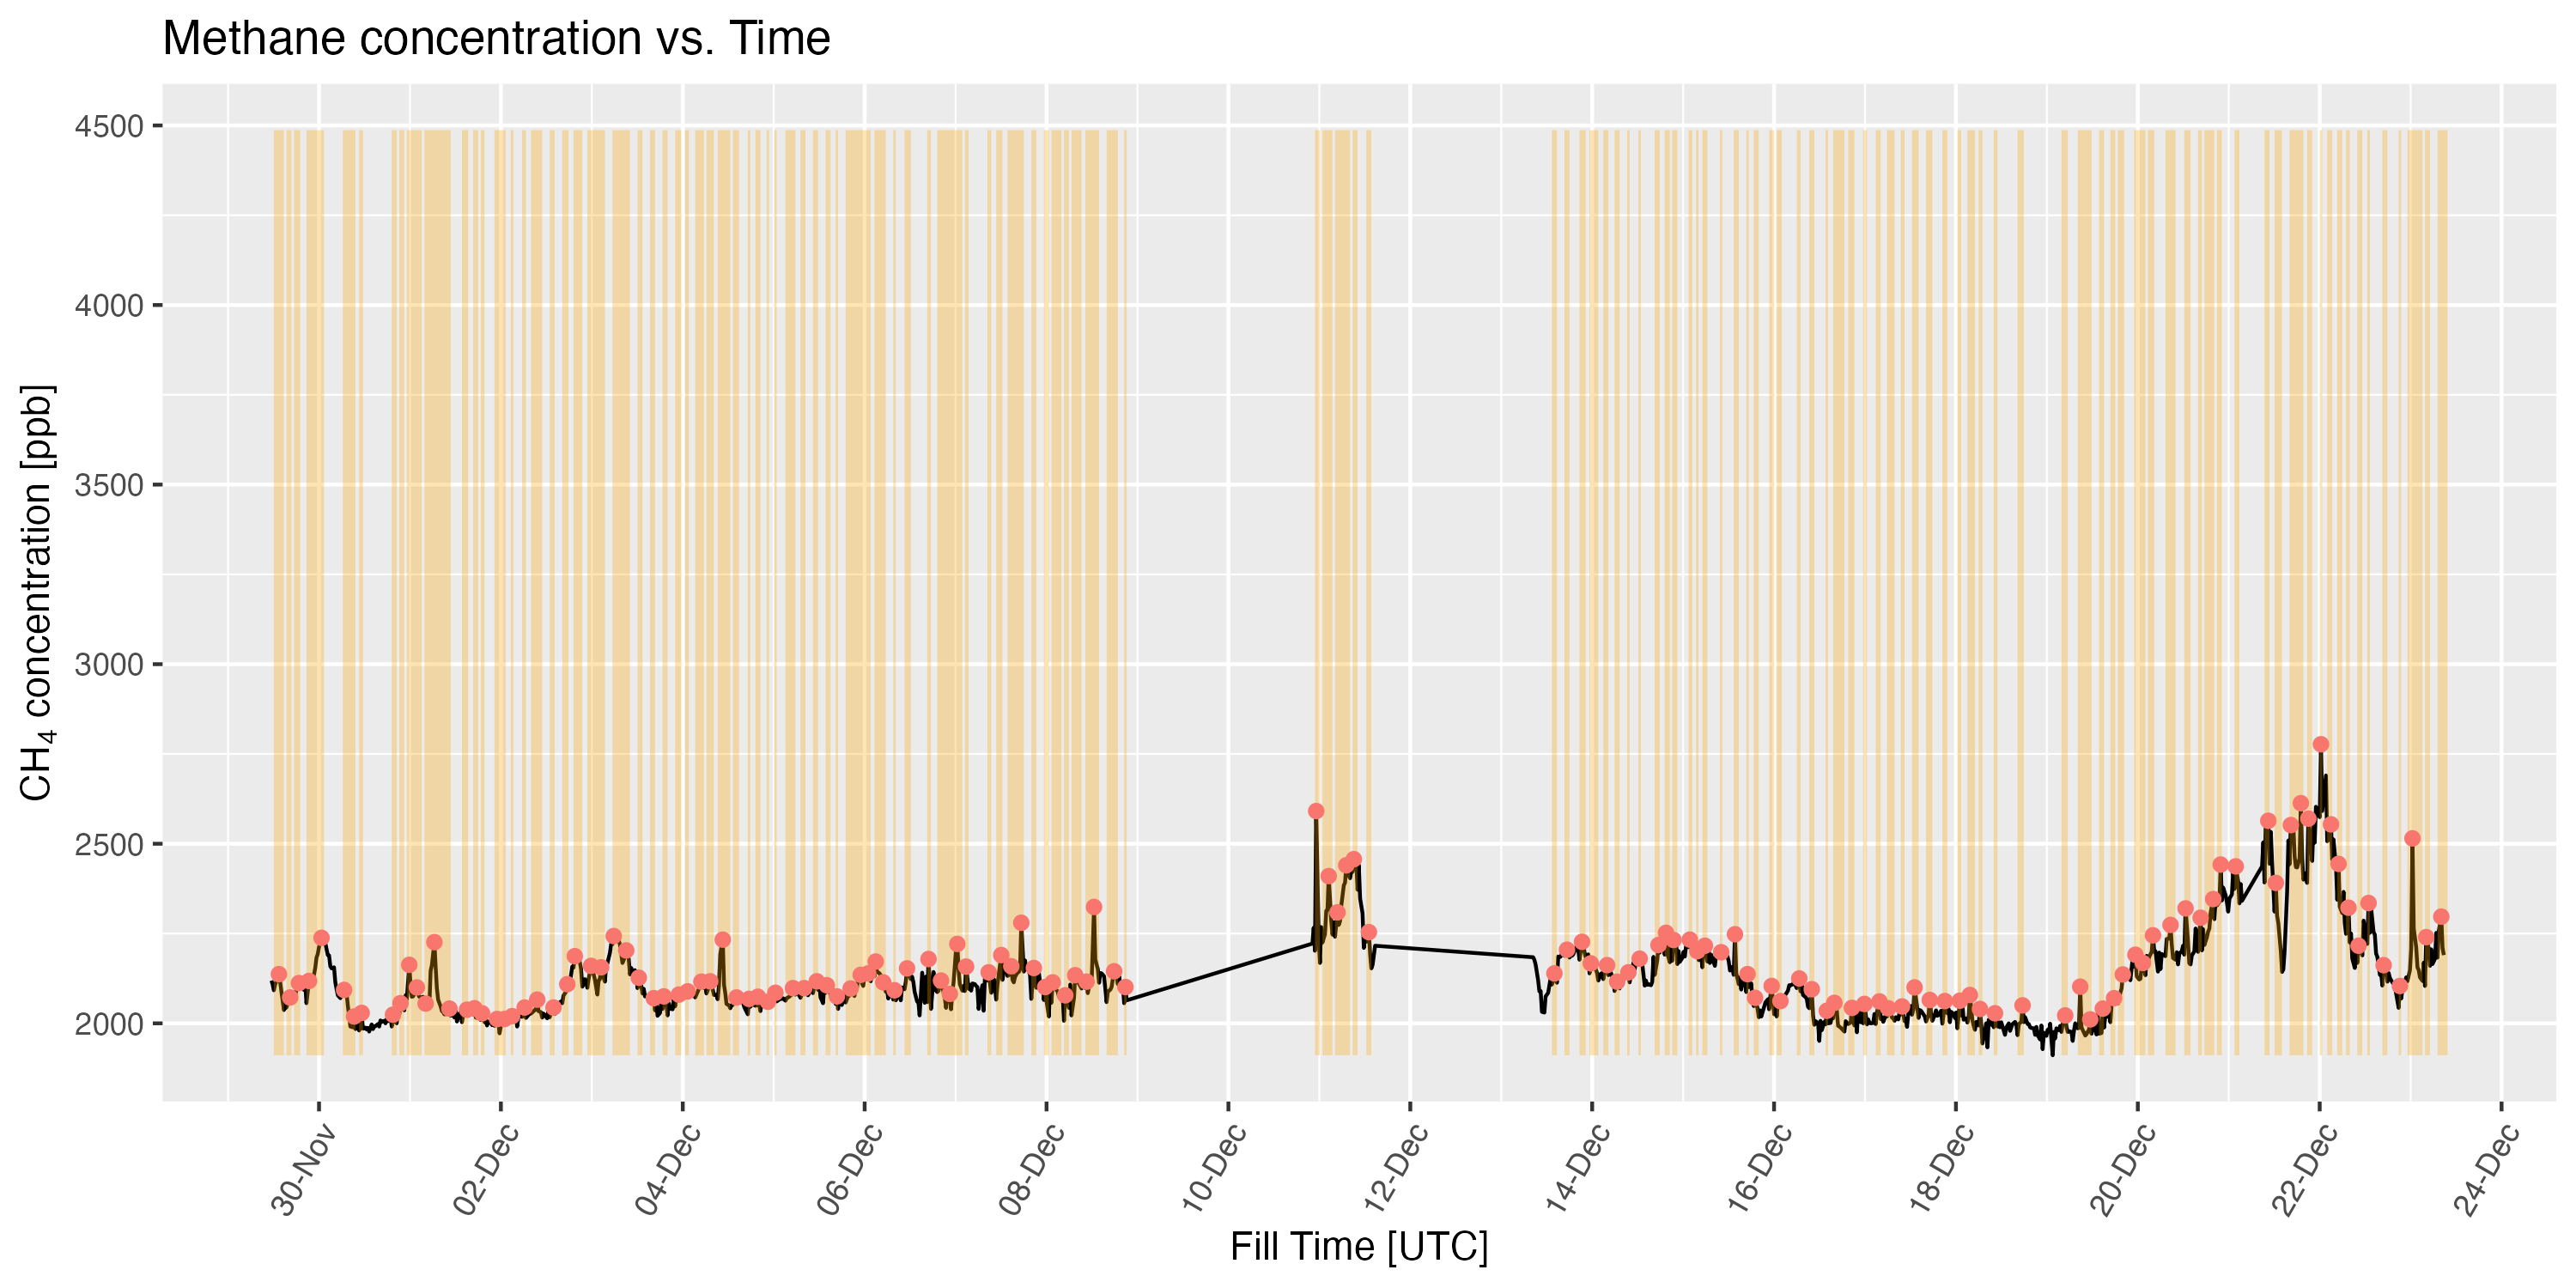 Methane concentration vs. Time
CH₄ concentration [ppb]
4500
4000
3500
3000
2500
2000
30-Nov
02-Dec
04-Dec
06-Dec
08-Dec
10-Dec
12-Dec
14-Dec
16-Dec
18-Dec
20-Dec
22-Dec
24-Dec
Fill Time [UTC]